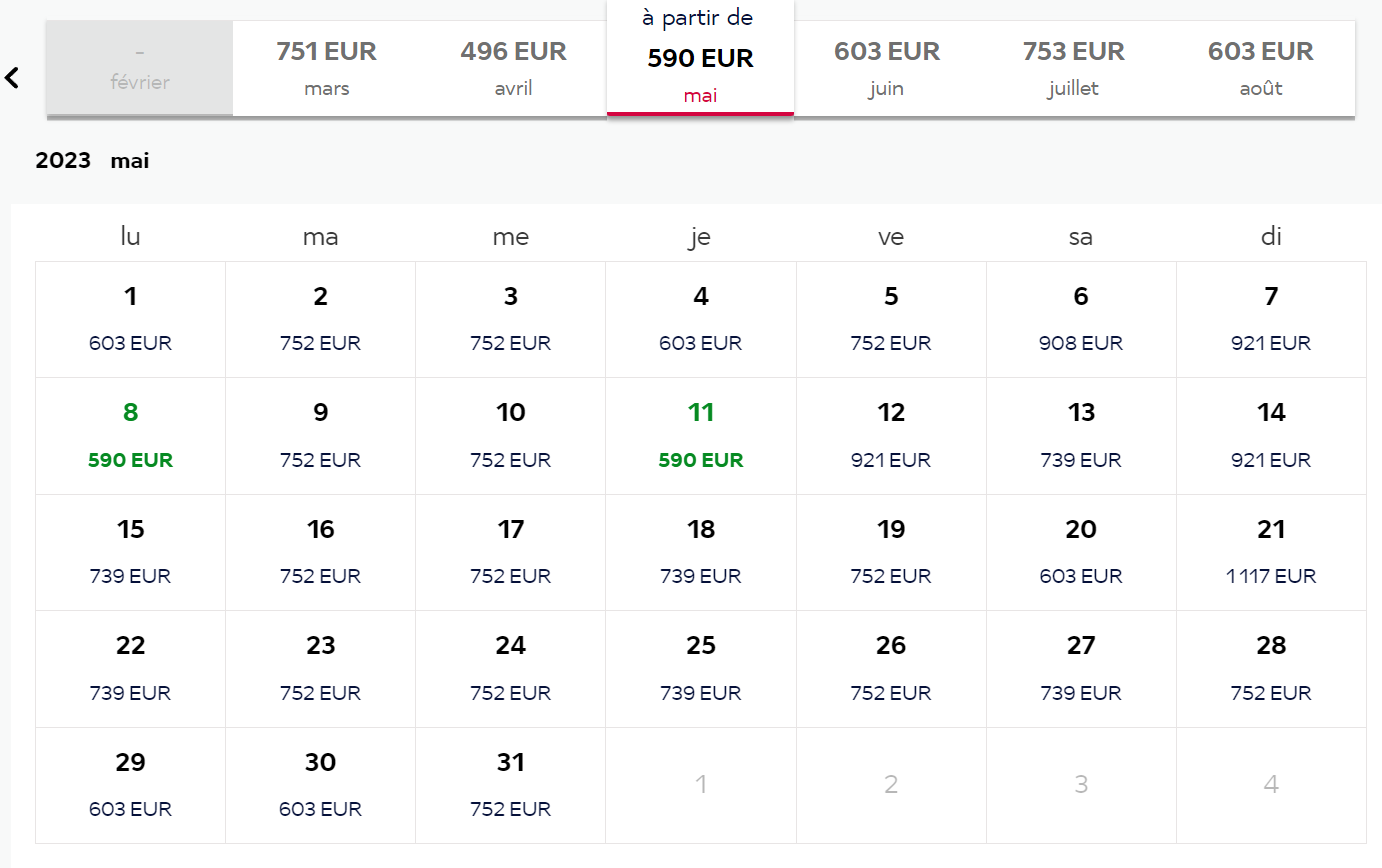 à partir de
- 751 EUR 496 EUR 590 EUR 603 EUR 753 EUR 603 EUR
février mars avril mai juin juillet août
2023 mai
lu ma me je ve sa di
1 2 3 4 5 6 7
603 EUR 752 EUR 752 EUR 603 EUR 752 EUR 908 EUR 921 EUR
8 9 10 11 12 13 14
590 EUR 752 EUR 752 EUR 590 EUR 921 EUR 739 EUR 921 EUR
15 16 17 18 19 20 21
739 EUR 752 EUR 752 EUR 739 EUR 752 EUR 603 EUR 1 117 EUR
22 23 24 25 26 27 28
739 EUR 752 EUR 752 EUR 739 EUR 752 EUR 739 EUR 752 EUR
29 30 31 1 2 3 4
603 EUR 603 EUR 752 EUR